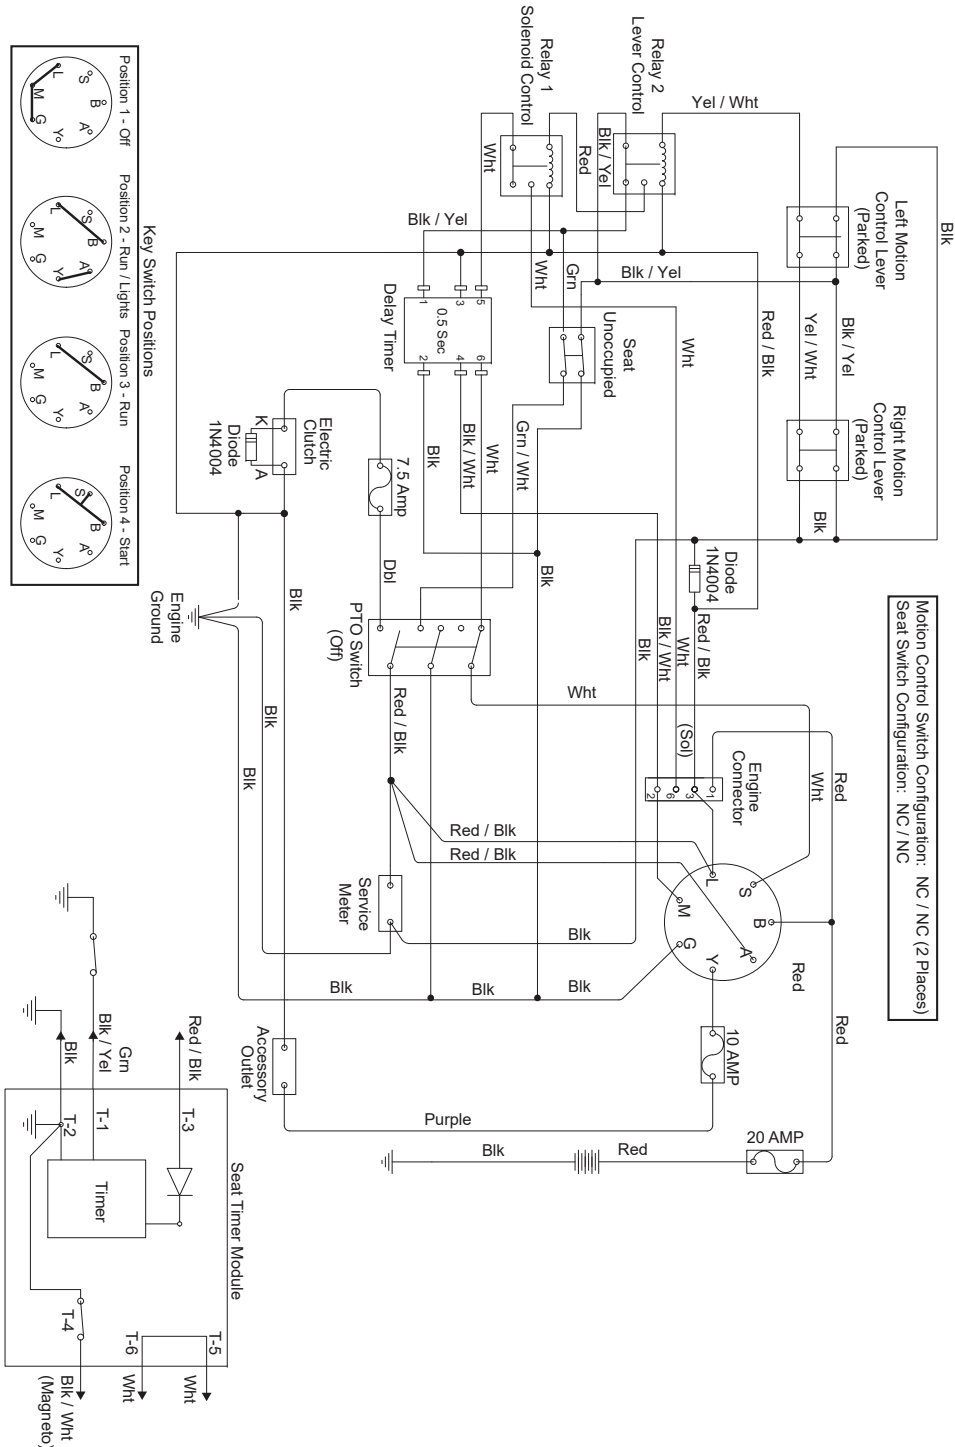 Motion Control Switch Configuration:  NC / NC (2 Places)
Seat Switch Configuration:  NC / NC
Relay 1
Solenoid Control
Relay 2
Lever Control
Yel / Wht
Left Motion
Control Lever
(Parked)
Blk
Wht
Red
Blk / Yel
Blk / Yel
Wht
Grn
Blk / Yel
Yel / Wht
Blk / Yel
Red / Blk
Wht
Delay Timer
0.5 Sec
1
3
5
2
4
6
Seat
Unoccupied
Right Motion
Control Lever
(Parked)
Blk
Electric
Clutch
K
A
Diode
1N4004
7.5 Amp
Blk
Blk / Wht
Wht
Grn / Wht
Blk
Dbl
PTO Switch
(Off)
Diode
1N4004
Blk
Engine
Ground
Blk
Blk
Red / Blk
Wht
Blk
Blk / Wht
Wht
Red / Blk
(Sol)
Engine
Connector
2
6
3
1
Wht
Red
Red / Blk
Red / Blk
Service
Meter
Blk
L
S
B
A
Y
G
M
Red
Red
Blk
Blk
Blk
Accessory
Outlet
10 AMP
Purple
20 AMP
Blk
Red
Key Switch Positions
Position 1 - Off
S
B
A
L
M
G
Y
Position 2 - Run / Lights
S
B
A
L
M
G
Y
Position 3 - Run
S
B
A
L
M
G
Y
Position 4 - Start
S
B
A
L
M
G
Y
Seat Timer Module
Red / Blk
Grn
Blk / Yel
Blk
T-3
T-1
T-2
Timer
T-4
T-5
T-6
Wht
Wht
Blk / Wht
(Magneto)